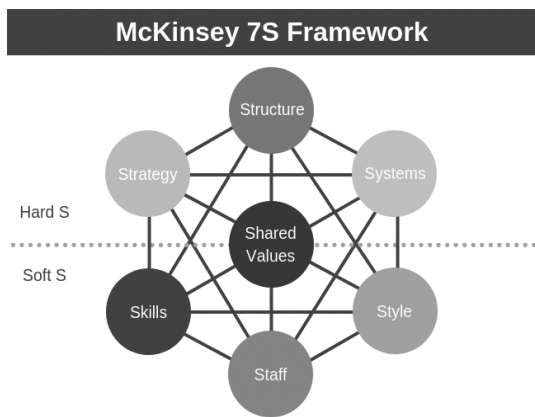 McKinsey 7S Framework
Structure
Strategy
Systems
Hard S
Shared
Values
Soft S
Skills
Style
Staff